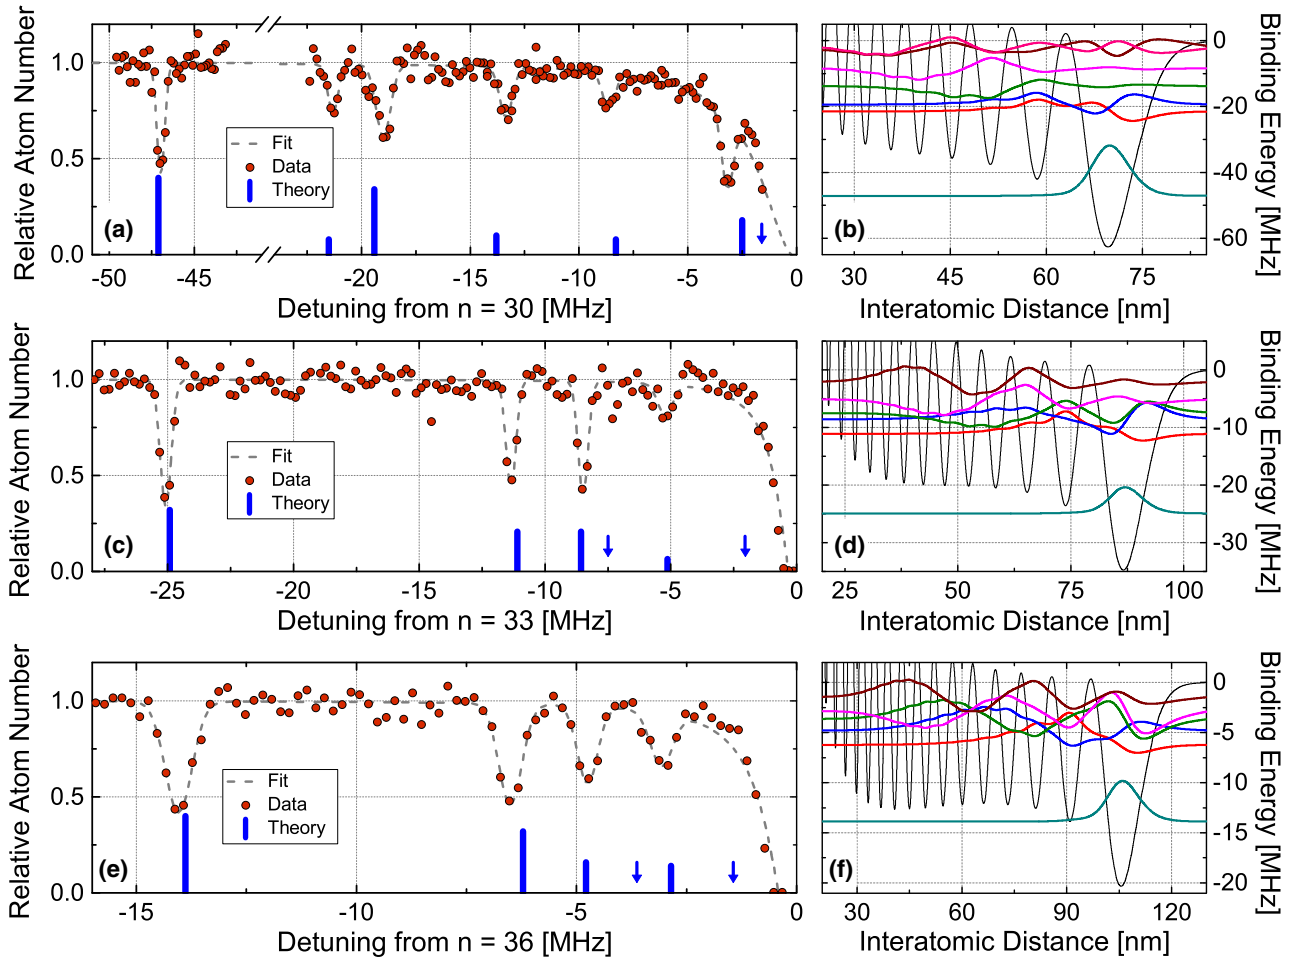 Relative Atom Number
1.0
0.5
0.0
Fit
Data
Theory
(a)
-50
-45
-20
-15
-10
-5
0
Detuning from n = 30 [MHz]
(b)
0
-20
-40
-60
30
45
60
75
Interatomic Distance [nm]
Binding Energy [MHz]
Relative Atom Number
1.0
0.5
0.0
Fit
Data
Theory
(c)
-25
-20
-15
-10
-5
0
Detuning from n = 33 [MHz]
(d)
0
-10
-20
-30
25
50
75
100
Interatomic Distance [nm]
Binding Energy [MHz]
Relative Atom Number
1.0
0.5
0.0
Fit
Data
Theory
(e)
-15
-10
-5
0
Detuning from n = 36 [MHz]
(f)
0
-5
-10
-15
-20
30
60
90
120
Interatomic Distance [nm]
Binding Energy [MHz]